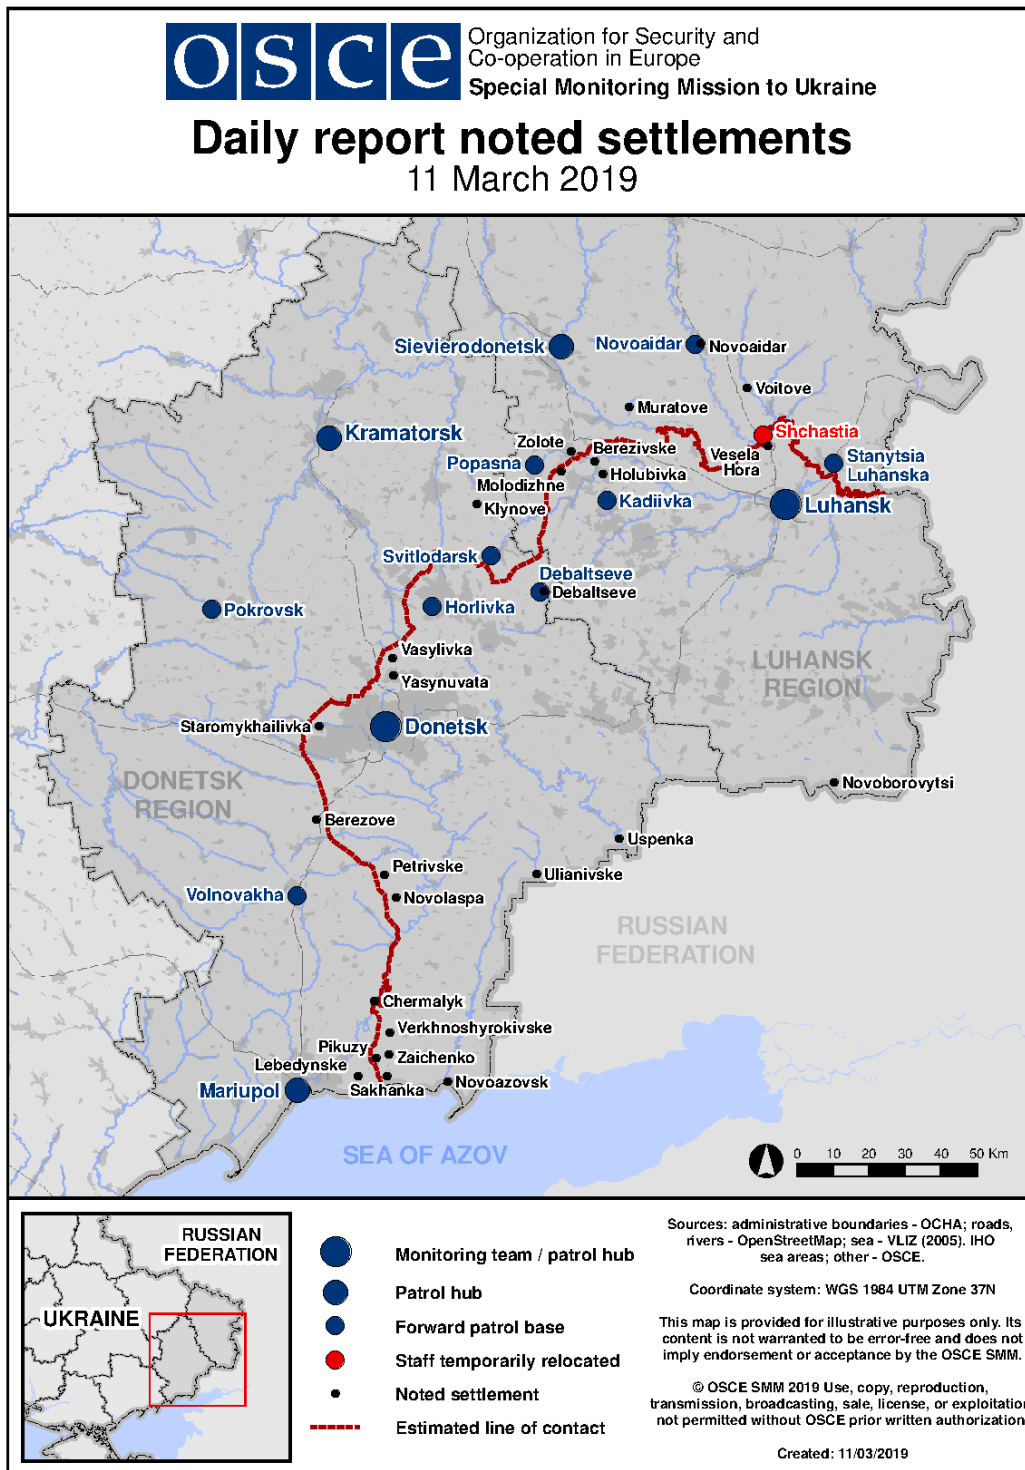 OSCE
Organization for Security and
Co-operation in Europe
Special Monitoring Mission to Ukraine
Daily report noted settlements
11 March 2019
Sievierodonetsk
Novoaidar
Novoaidar
Voitove
Muratove
Kramatorsk
Shchastia
Zolote
Berezivske
Vesela
Hora
Stanytsia
Luhanska
Popasna
Molodizhne
Holubivka
Klynove
Kadiivka
Luhansk
Svitlodarsk
Debaltseve
Debaltseve
Pokrovsk
Horlivka
Vasylivka
Yasynuvata
LUHANSK
REGION
Staromykhailivka
Donetsk
DONETSK
REGION
Novoborovytsi
Berezove
Uspenka
Petrivske
Ulianivske
Volnovakha
Novolaspa
RUSSIAN
FEDERATION
Chermalyk
Verkhnoshyrokivske
Pikuzy
Zaichenko
Lebedynske
Mariupol
Sakhanka
Novoazovsk
SEA OF AZOV
0 10 20 30 40 50 Km
RUSSIAN
FEDERATION
UKRAINE
Monitoring team / patrol hub
Patrol hub
Forward patrol base
Staff temporarily relocated
Noted settlement
Estimated line of contact
Sources: administrative boundaries - OCHA; roads,
rivers - OpenStreetMap; sea - VLIZ (2005). IHO
sea areas; other - OSCE.
Coordinate system: WGS 1984 UTM Zone 37N
This map is provided for illustrative purposes only. Its
content is not warranted to be error-free and does not
imply endorsement or acceptance by the OSCE SMM.
© OSCE SMM 2019 Use, copy, reproduction,
transmission, broadcasting, sale, license, or exploitation
not permitted without OSCE prior written authorization
Created: 11/03/2019